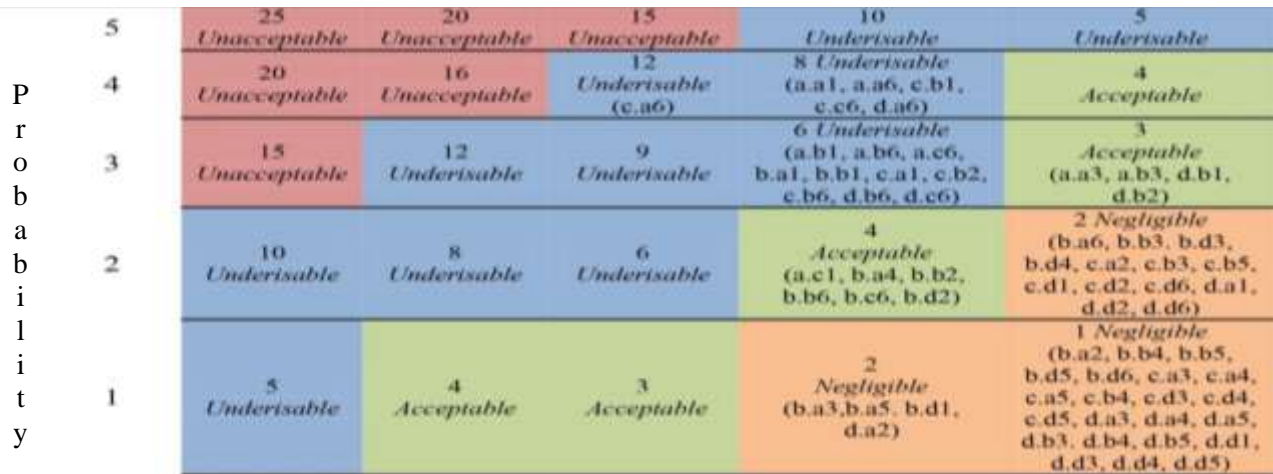 Probability
5
25
Unacceptable
20
Unacceptable
15
Unacceptable
10
Underisable
5
Underisable
4
20
Unacceptable
16
Unacceptable
12
Underisable
(c.a6)
8 Underisable
(a.a1, a.a6, c.b1,
c.c6, d.a6)
4
Acceptable
3
15
Unacceptable
12
Underisable
9
Underisable
6 Underisable
(a.b1, a.b6, a.c6,
b.a1, b.b1, c.a1, c.b2,
c.b6, d.b6, d.c6)
3
Acceptable
(a.a3, a.b3, d.b1,
d.b2)
2
10
Underisable
8
Underisable
6
Underisable
4
Acceptable
(a.c1, b.a4, b.b2,
b.b6, b.c6, b.d2)
2 Negligible
(b.a6, b.b3. b.d3,
b.d4, c.a2, c.b3, c.b5,
c.d1, c.d2, c.d6, d.a1,
d.d2, d.d6)
1
5
Underisable
4
Acceptable
3
Acceptable
2
Negligible
(b.a3,b.a5, b.d1,
d.a2)
1 Negligible
(b.a2, b.b4, b.b5,
b.d5, b.d6, c.a3, c.a4,
c.a5, c.b4, c.d3, c.d4,
c.d5, d.a3, d.a4, d.a5,
d.b3. d.b4, d.b5, d.d1,
d.d3, d.d4, d.d5)